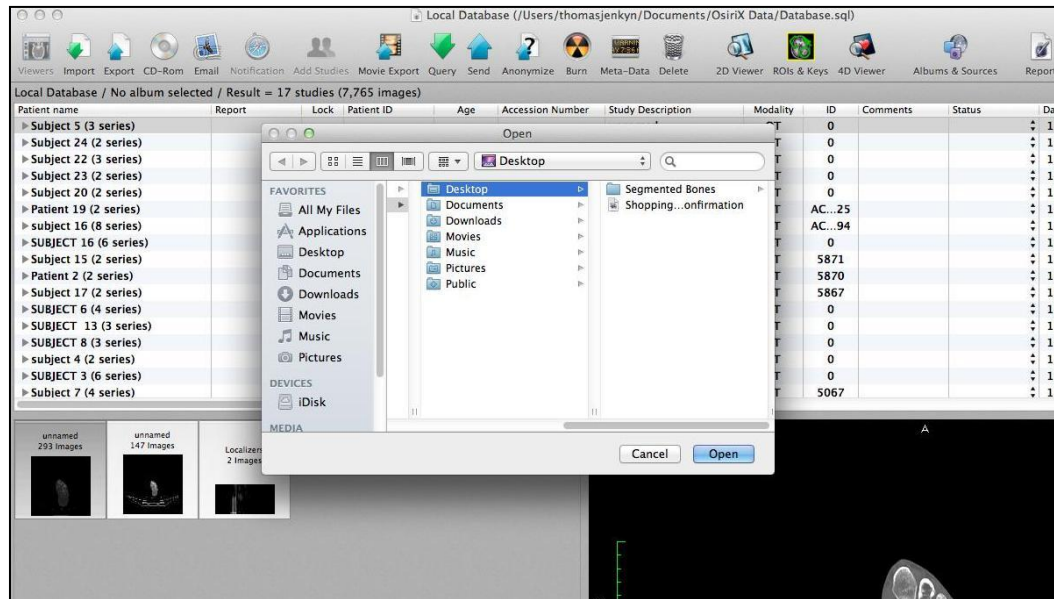 Local Database (/Users/thomasjenkyn/Documents/OsiriX Data/Database.sql)
Viewers Import Export CD-Rom Email Notification Add Studies Movie Export Query Send Anonymize Burn Meta-Data Delete 2D Viewer ROIs & Keys 4D Viewer Albums & Sources Report
Local Database / No album selected / Result = 17 studies (7,765 images)
Patient name Report Lock Patient ID Age Accession Number Study Description Modality ID Comments Status Da
Subject 5 (3 series) 0
Subject 24 (2 series) 0
Subject 22 (3 series) 0
Subject 23 (2 series) 0
Subject 20 (2 series) 0
Patient 19 (2 series) AC...25
subject 16 (8 series) AC...94
SUBJECT 16 (6 series) 0
Subject 15 (2 series) 5871
Patient 2 (2 series) 5870
Subject 17 (2 series) 5867
SUBJECT 6 (4 series) 0
SUBJECT 13 (3 series) 0
SUBJECT 8 (3 series) 0
subject 4 (2 series) 0
SUBJECT 3 (6 series) 0
Subject 7 (4 series) 5067
Open
Desktop
FAVORITES
All My Files
Applications
Desktop
Documents
Downloads
Movies
Music
Pictures
DEVICES
iDisk
MEDIA
Desktop
Documents
Downloads
Movies
Music
Pictures
Public
Segmented Bones
Shopping...onfirmation
Cancel Open
unnamed
293 Images
unnamed
147 Images
Localizers
2 Images
A